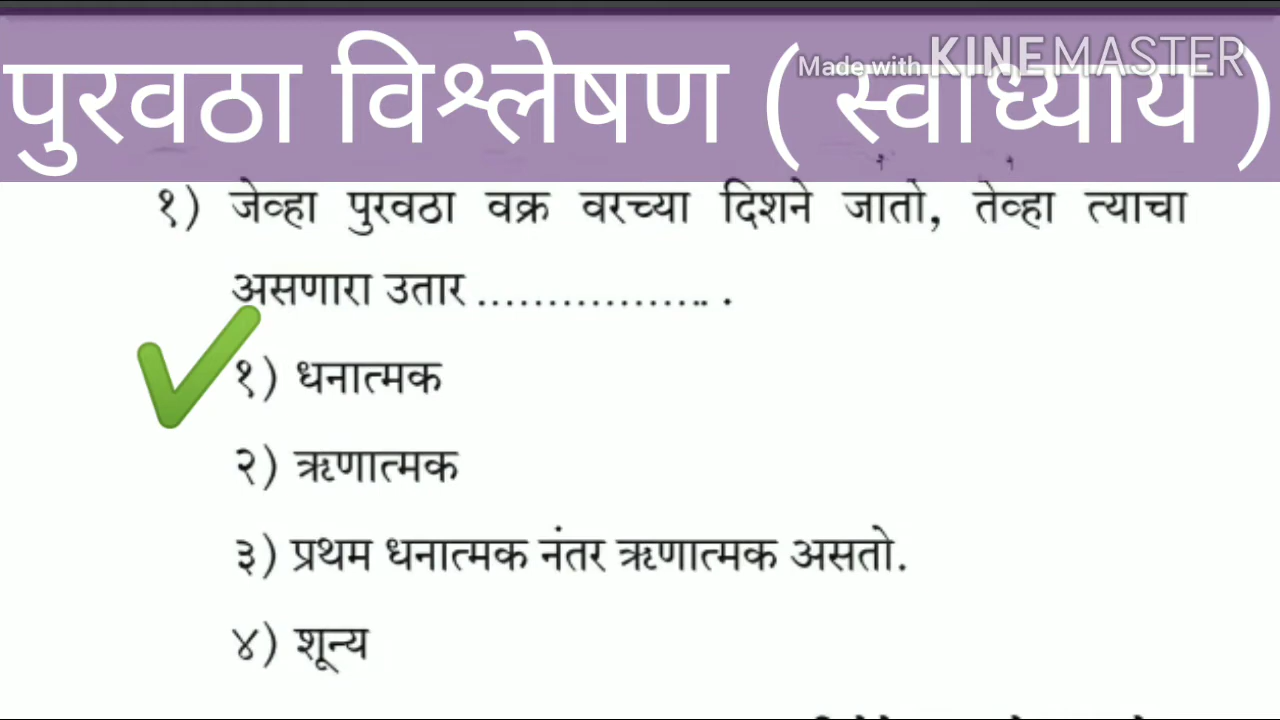 Made with KINEMASTER
पुरवठा विश्लेषण ( स्वाध्याय )
१) जेव्हा पुरवठा वक्र वरच्या दिशने जातो, तेव्हा त्याचा
असणारा उतार .................. .
१) धनात्मक
२) ऋणात्मक
३) प्रथम धनात्मक नंतर ऋणात्मक असतो.
४) शून्य